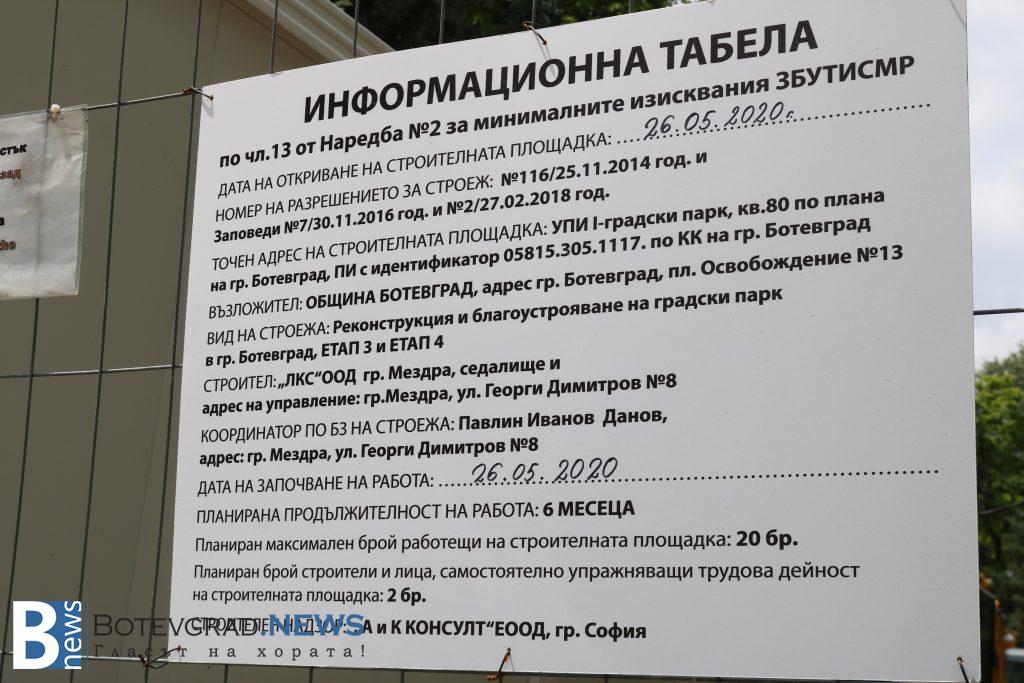 ИНФОРМАЦИОННА ТАБЕЛА
по чл.13 от Наредба №2 за минималните изисквания ЗБУТИСМР
ДАТА НА ОТКРИВАНЕ НА СТРОИТЕЛНАТА ПЛОЩАДКА: 26.05.2020г.
НОМЕР НА РАЗРЕШЕНИЕТО ЗА СТРОЕЖ: №116/25.11.2014 год. и
Заповеди №7/30.11.2016 год. и №2/27.02.2018 год.
ТОЧЕН АДРЕС НА СТРОИТЕЛНАТА ПЛОЩАДКА: УПИ I-градски парк, кв.80 по плана
на гр. Ботевград, ПИ с идентификатор 05815.305.1117. по КК на гр. Ботевград
ВЪЗЛОЖИТЕЛ: ОБЩИНА БОТЕВГРАД, адрес гр. Ботевград, пл. Освобождение №13
ВИД НА СТРОЕЖА: Реконструкция и благоустрояване на градски парк
в гр. Ботевград, ЕТАП 3 и ЕТАП 4
СТРОИТЕЛ: „ЛКС“ООД гр. Мездра, седалище и
адрес на управление: гр.Мездра, ул. Георги Димитров №8
КООРДИНАТОР ПО БЗ НА СТРОЕЖА: Павлин Иванов Данов,
адрес: гр. Мездра, ул. Георги Димитров №8
ДАТА НА ЗАПОЧВАНЕ НА РАБОТА: 26.05.2020
ПЛАНИРАНА ПРОДЪЛЖИТЕЛНОСТ НА РАБОТА: 6 МЕСЕЦА
Планиран максимален брой работещи на строителната площадка: 20 бр.
Планиран брой строители и лица, самостоятелно упражняващи трудова дейност
на строителната площадка: 2 бр.
СТРОИТЕЛЕН НАДЗОР: „А и К КОНСУЛТ“ЕООД, гр. София
B news BOTEVGRAD.NEWS
Гласът на хората!